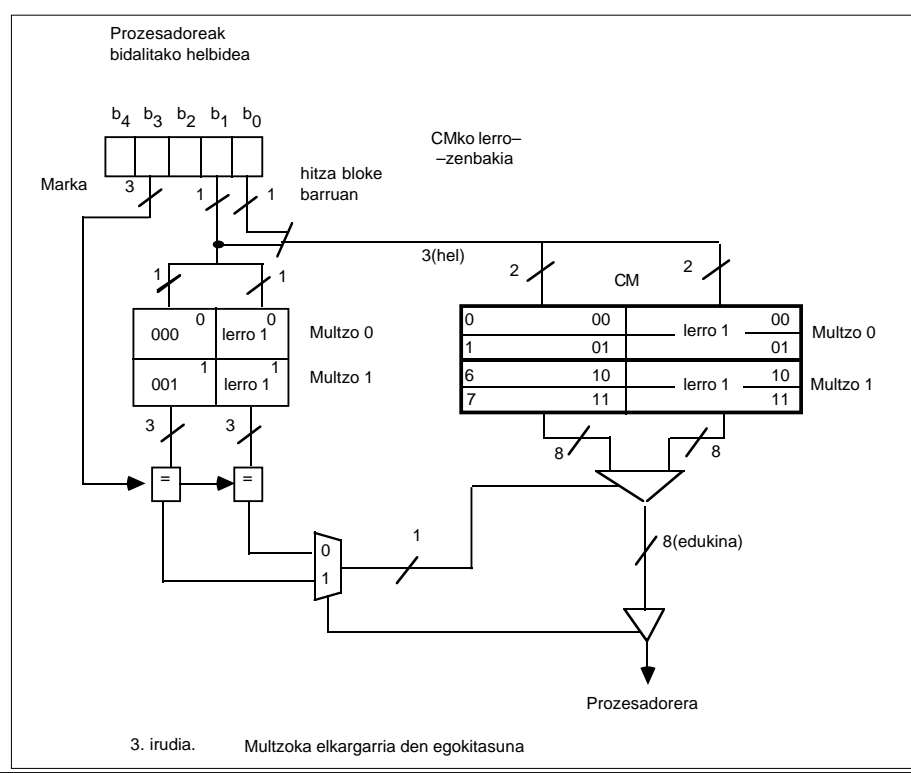 Prozesadoreak
bidalitako helbidea
b4 b3 b2 b1 b0
CMko lerro–
–zenbakia
Marka
3
1
1
hitza bloke
barruan
3(hel)
1
1
2
CM
2
000 0 lerro 1 0 Multzo 0
001 1 lerro 1 1 Multzo 1
0 00 lerro 1 00 Multzo 0
1 01 01
6 10 lerro 1 10 Multzo 1
7 11 11
3
3
8
8
=
=
0
1
1
8(edukina)
Prozesadorera
3. irudia. Multzoka elkargarria den egokitasuna